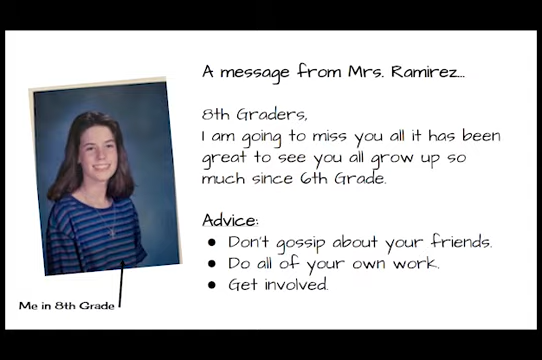 A message from Mrs. Ramirez...
8th Graders,
I am going to miss you all it has been
great to see you all grow up so
much since 6th Grade.
Advice:
● Don't gossip about your friends.
● Do all of your own work.
● Get involved.
Me in 8th Grade